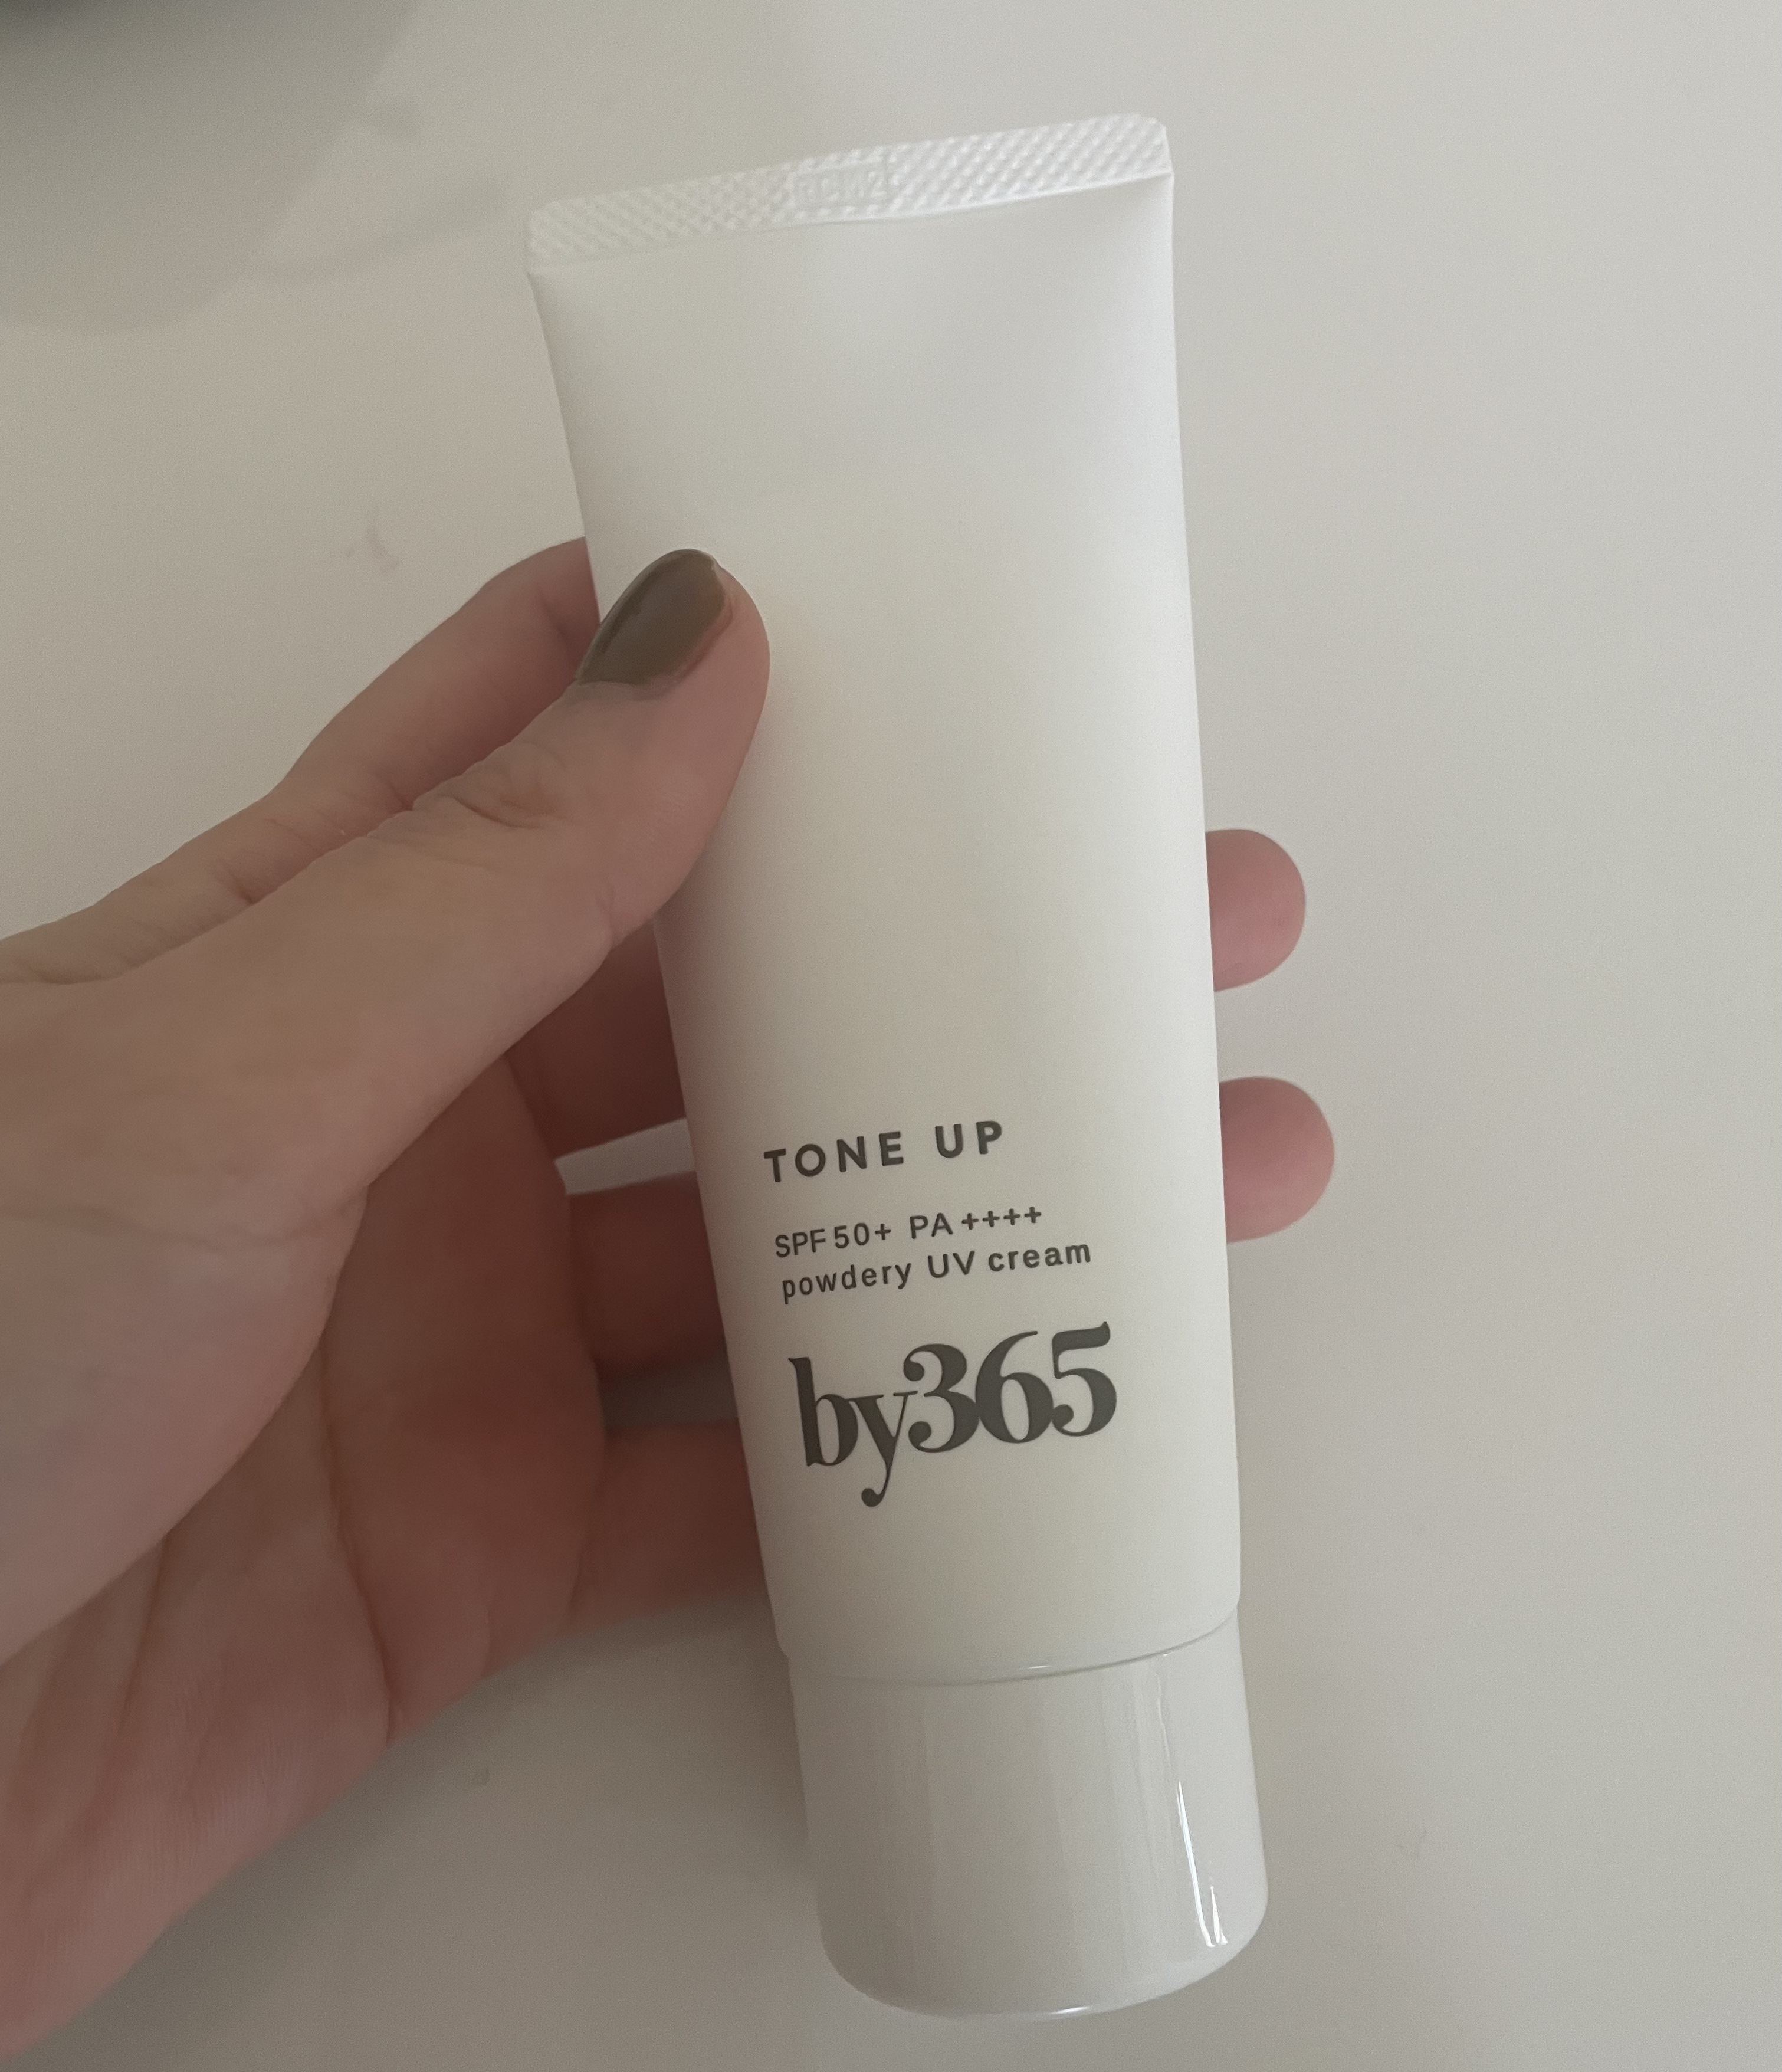 TONE UP
SPF50+ PA++++
powdery UV cream
by365